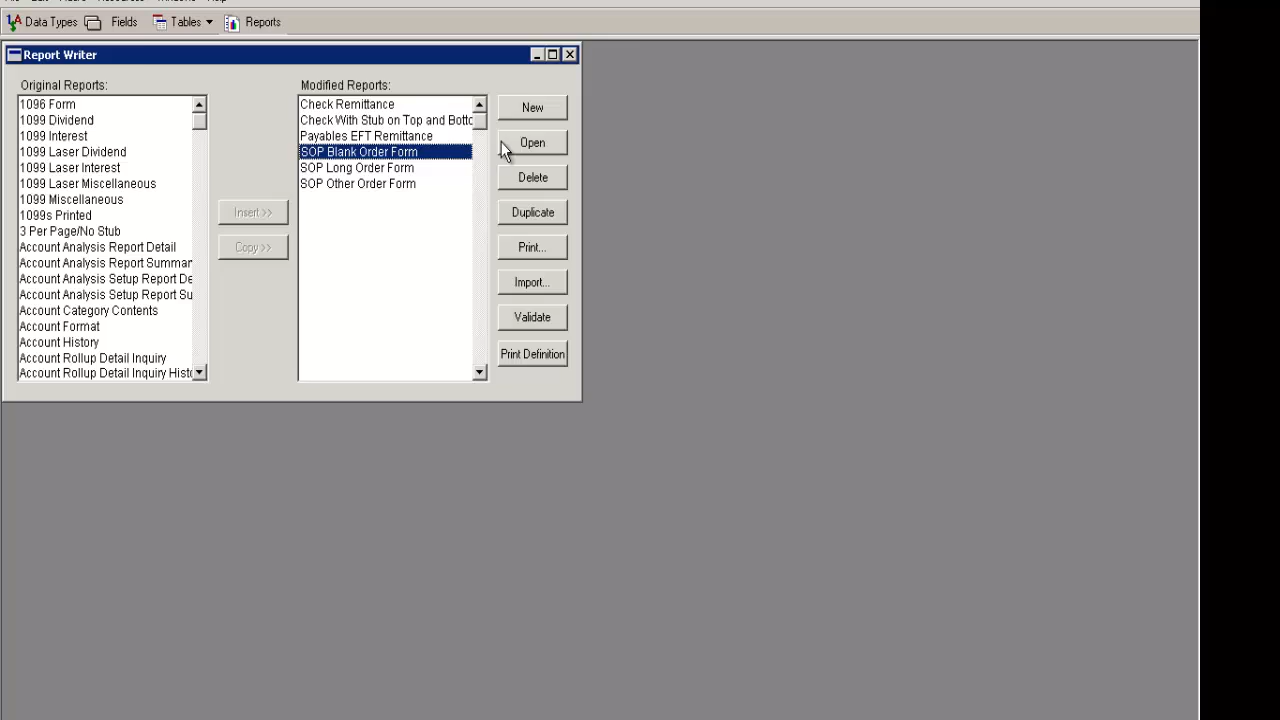 Data Types Fields Tables Reports
Report Writer
Original Reports:
1096 Form
1099 Dividend
1099 Interest
1099 Laser Dividend
1099 Laser Interest
1099 Laser Miscellaneous
1099 Miscellaneous
1099s Printed
3 Per Page/No Stub
Account Analysis Report Detail
Account Analysis Report Summar
Account Analysis Setup Report De
Account Analysis Setup Report Su
Account Category Contents
Account Format
Account History
Account Rollup Detail Inquiry
Account Rollup Detail Inquiry Histo
Insert >>
Copy >>
Modified Reports:
Check Remittance
Check With Stub on Top and Botto
Payables EFT Remittance
SOP Blank Order Form
SOP Long Order Form
SOP Other Order Form
New
Open
Delete
Duplicate
Print...
Import...
Validate
Print Definition